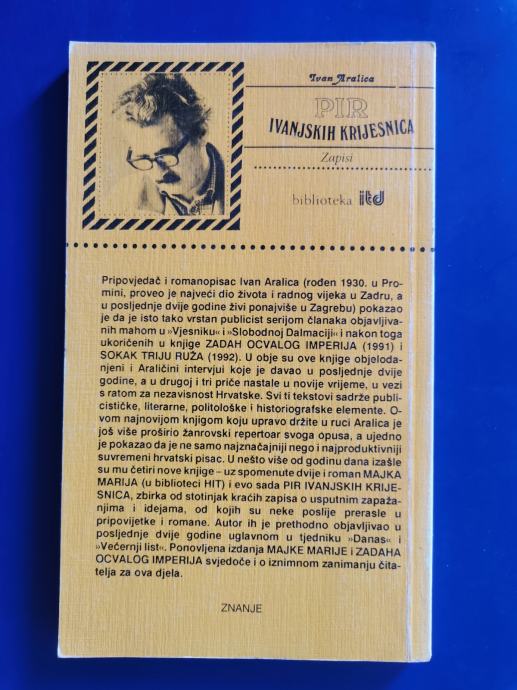 Ivan Aralica
PIR
IVANJSKIH KRIJESNICA
Zapisi
biblioteka itd
Pripovjedač i romanopisac Ivan Aralica (rođen 1930. u Pro-
mini, proveo je najveći dio života i radnog vijeka u Zadru, a
u posljednje dvije godine živi ponajviše u Zagrebu) pokazao
je da je isto tako vrstan publicist serijom članaka objavljiva-
nih mahom u »Vjesniku« i »Slobodnoj Dalmaciji« i nakon toga
ukoričenih u knjige ZADAH OCVALOG IMPERIJA (1991) i
SOKAK TRIJU RUŽA (1992). U obje su ove knjige objeloda-
njeni i Araličini intervjui koje je davao u posljednje dvije
godine, a u drugoj i tri priče nastale u novije vrijeme, u vezi
s ratom za nezavisnost Hrvatske. Svi ti tekstovi sadrže publi-
cističke, literarne, politološke i historiografske elemente. O-
vom najnovijom knjigom koju upravo držite u ruci Aralica je
još više proširio žanrovski repertoar svoga opusa, a ujedno
je pokazao da je ne samo najznačajniji nego i najproduktivniji
suvremeni hrvatski pisac. U nešto više od godinu dana izašle
su mu četiri nove knjige – uz spomenute dvije i roman MAJKA
MARIJA (u biblioteci HIT) i evo sada PIR IVANJSKIH KRIJE-
SNICA, zbirka od stotinjak kraćih zapisa o usputnim zapaža-
njima i idejama, od kojih su neke poslije prerasle u
pripovijetke i romane. Autor ih je prethodno objavljivao u
posljednje dvije godine uglavnom u tjedniku »Danas« i
»Večernji list«. Ponovljena izdanja MAJKE MARIJE i ZADAHA
OCVALOG IMPERIJA svjedoče i o iznimnom zanimanju čita-
telja za ova djela.
ZNANJE